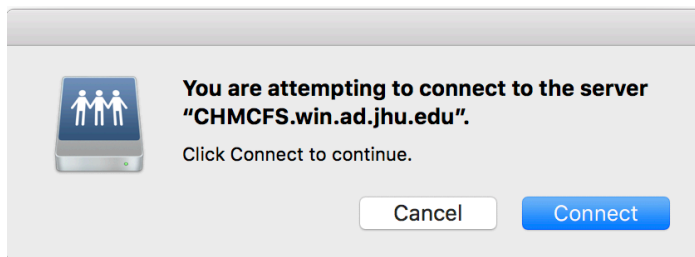 You are attempting to connect to the server
“CHMCFS.win.ad.jhu.edu”.
Click Connect to continue.
Cancel
Connect